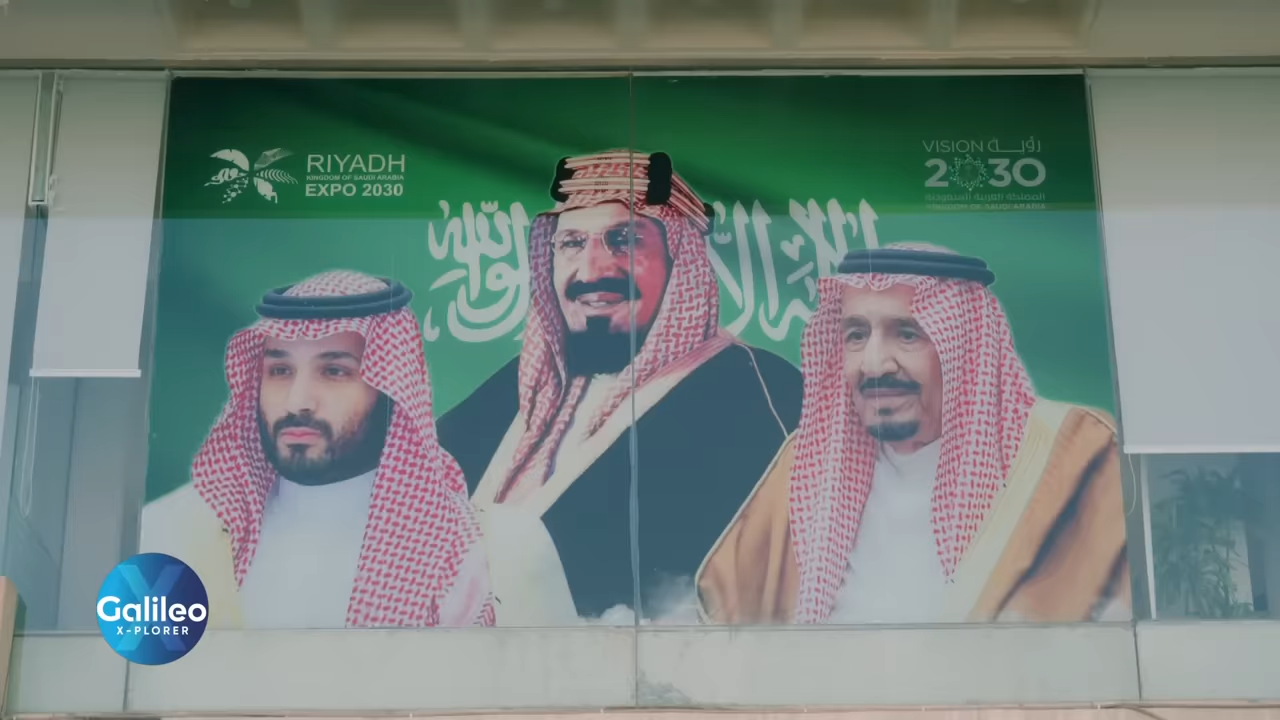 RIYADH
KINGDOM OF SAUDI ARABIA
EXPO 2030
VISION رؤية
2030
المملكة العربية السعودية
KINGDOM OF SAUDI ARABIA
Galileo
X-PLORER